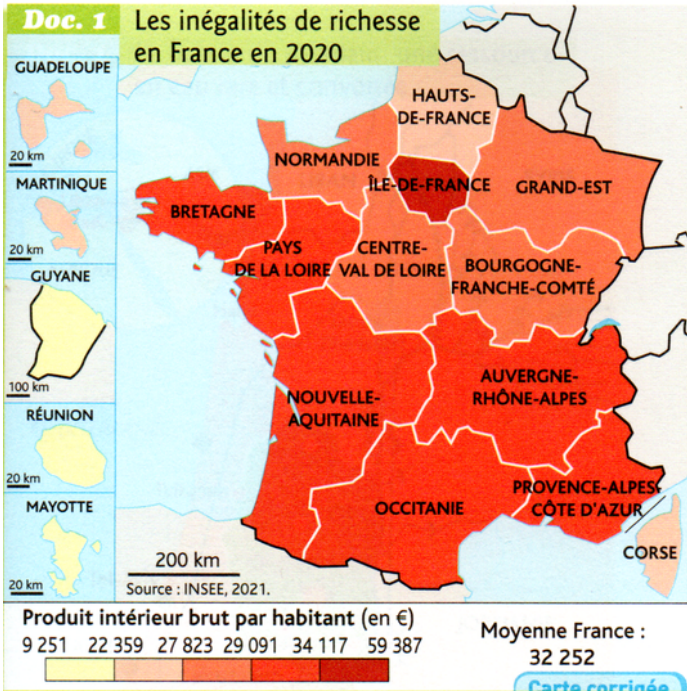 Doc. 1
Les inégalités de richesse
en France en 2020
GUADELOUPE
20 km
MARTINIQUE
20 km
GUYANE
100 km
RÉUNION
20 km
MAYOTTE
20 km
HAUTS-
DE-FRANCE
NORMANDIE
ÎLE-DE-FRANCE
GRAND-EST
BRETAGNE
PAYS
DE LA LOIRE
CENTRE-
VAL DE LOIRE
BOURGOGNE-
FRANCHE-COMTÉ
NOUVELLE-
AQUITAINE
AUVERGNE-
RHÔNE-ALPES
OCCITANIE
PROVENCE-ALPES-
CÔTE D'AZUR
CORSE
200 km
Source : INSEE, 2021.
Produit intérieur brut par habitant (en €)
9 251 22 359 27 823 29 091 34 117 59 387
Moyenne France :
32 252
Carte corrigée